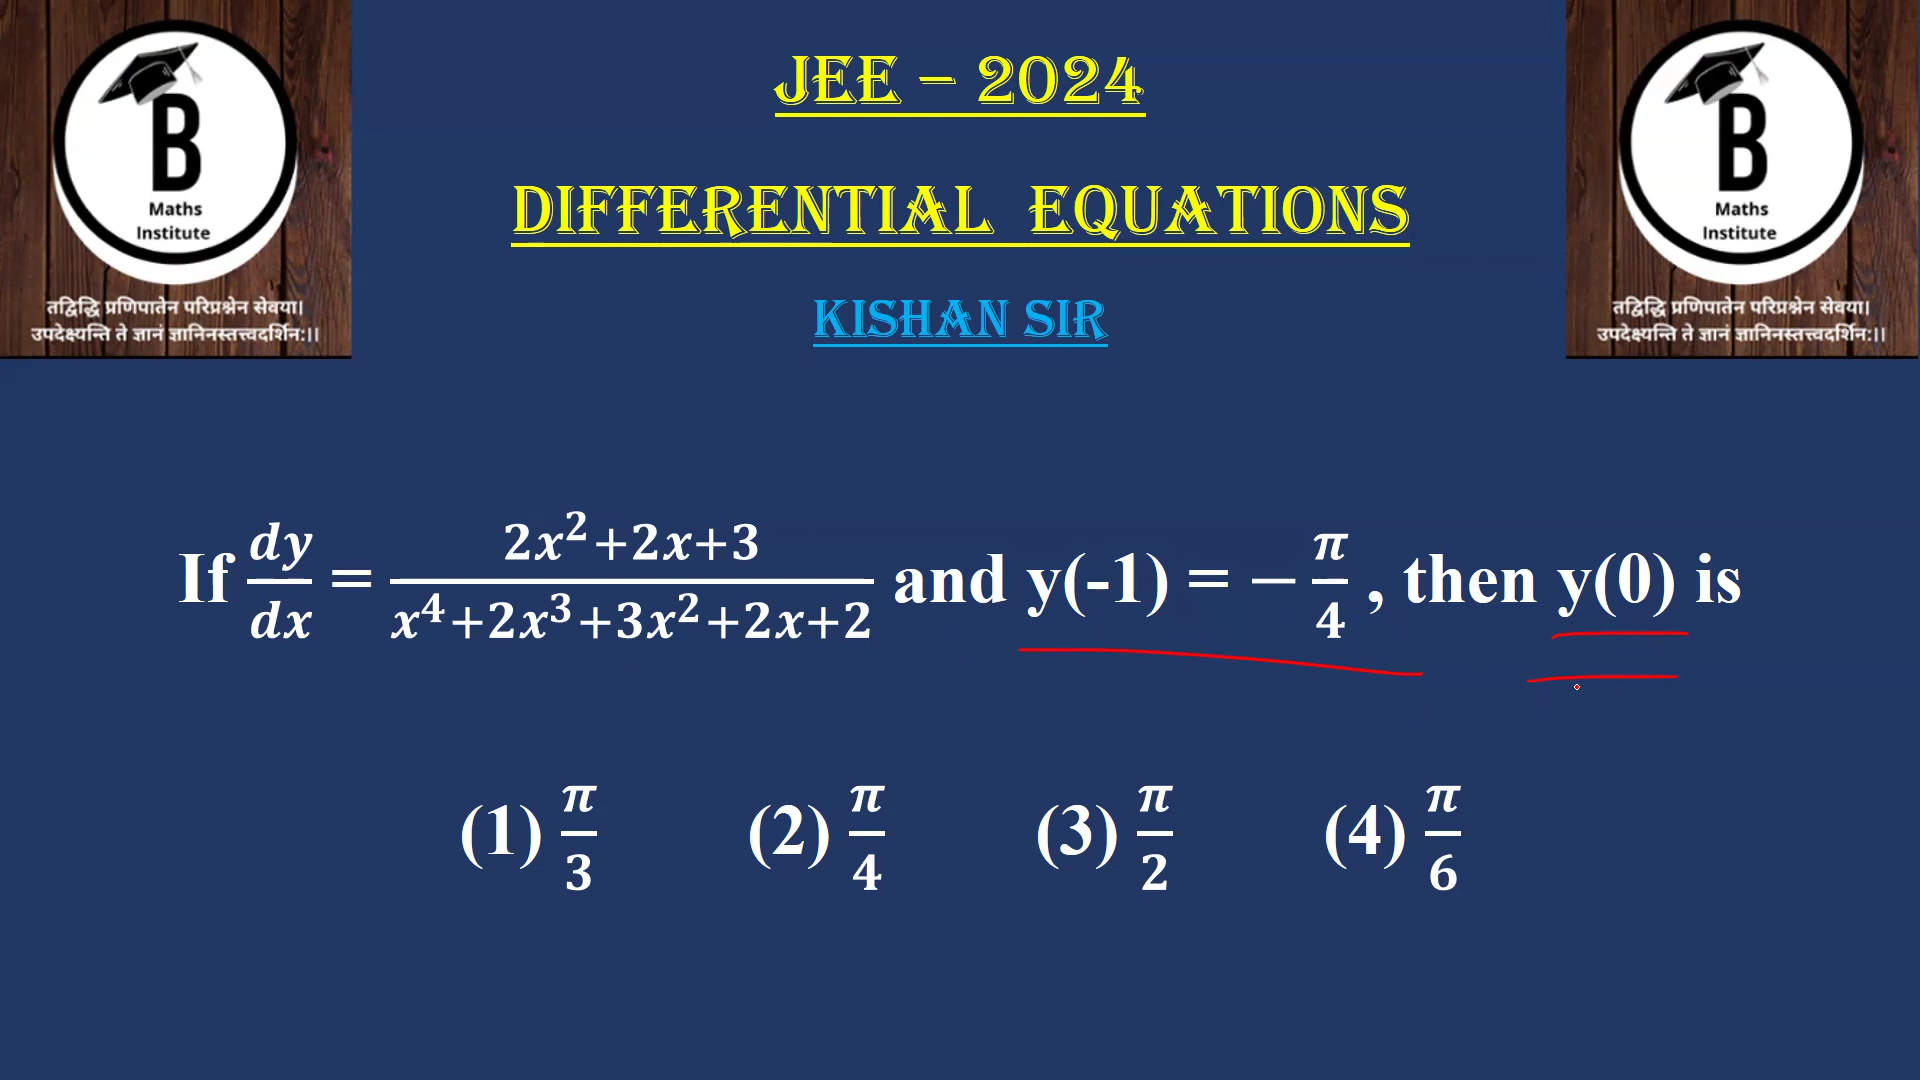 B
Maths
Institute
तद्विद्धि प्रणिपातेन परिप्रश्नेन सेवया।
उपदेक्ष्यन्ति ते ज्ञानं ज्ञानिनस्तत्त्वदर्शिन:।।
JEE – 2024
DIFFERENTIAL EQUATIONS
KISHAN SIR
B
Maths
Institute
तद्विद्धि प्रणिपातेन परिप्रश्नेन सेवया।
उपदेक्ष्यन्ति ते ज्ञानं ज्ञानिनस्तत्त्वदर्शिन:।।
If dy/dx = (2x²+2x+3)/(x⁴+2x³+3x²+2x+2) and y(-1) = −π/4 , then y(0) is
(1) π/3 (2) π/4 (3) π/2 (4) π/6